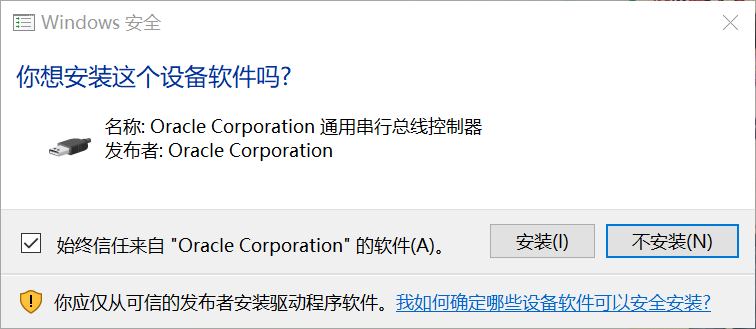 Windows 安全
你想安装这个设备软件吗?
名称: Oracle Corporation 通用串行总线控制器
发布者: Oracle Corporation
始终信任来自 "Oracle Corporation" 的软件(A)。
安装(I)
不安装(N)
你应仅从可信的发布者安装驱动程序软件。我如何确定哪些设备软件可以安全安装?